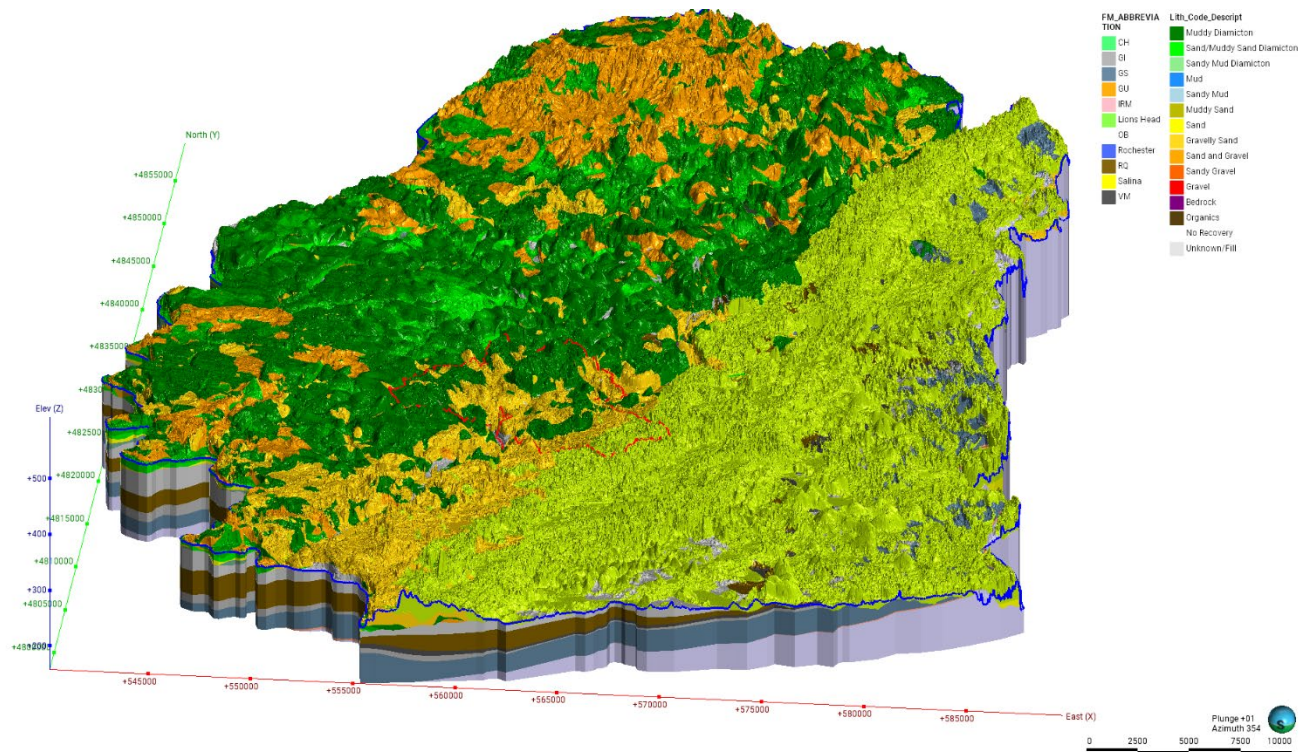 FM_ABBREVIA
TION
CH
GI
GS
GU
IRM
Lions Head
OB
Rochester
RQ
Salina
VM
Lith_Code_Descript
Muddy Diamicton
Sand/Muddy Sand Diamicton
Sandy Mud Diamicton
Mud
Sandy Mud
Muddy Sand
Sand
Gravelly Sand
Sand and Gravel
Sandy Gravel
Gravel
Bedrock
Organics
No Recovery
Unknown/Fill
North (Y)
+4855000
+4850000
+4845000
+4840000
+4835000
+4825000
+4820000
+4815000
+4810000
+4805000
Elev (Z)
+500
+400
+300
+200
+545000
+550000
+555000
+560000
+565000
+570000
+575000
+580000
+585000
East (X)
Plunge +01
Azimuth 354
S
0 2500 5000 7500 10000